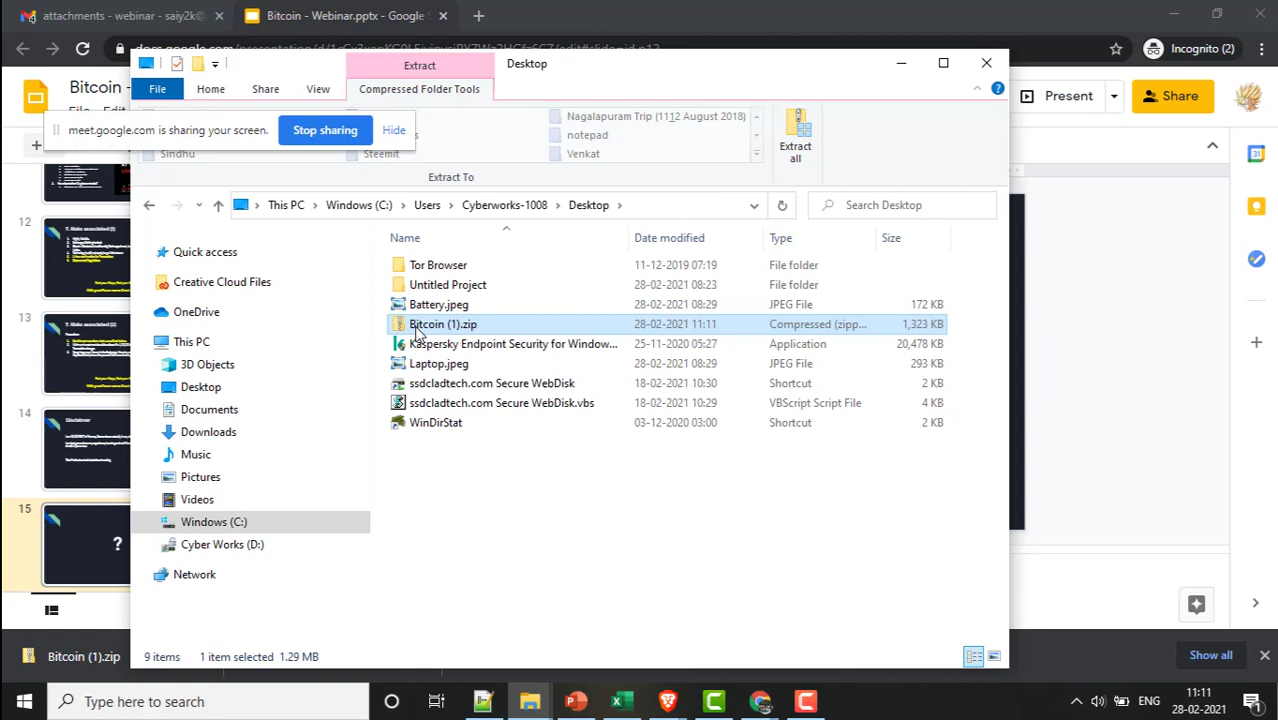 attachments - webinar - saiy2k@
Bitcoin - Webinar.pptx - Google
Incognito (2)
Bitcoin -
Present
Share
Extract
Desktop
File
Home
Share
View
Compressed Folder Tools
meet.google.com is sharing your screen.
Stop sharing
Hide
Nagalapuram Trip (1112 August 2018)
notepad
Sindhu
Steemit
Venkat
Extract
all
Extract To
This PC
Windows (C:)
Users
Cyberworks-1008
Desktop
Search Desktop
Name
Date modified
Type
Size
Quick access
Creative Cloud Files
OneDrive
This PC
3D Objects
Desktop
Documents
Downloads
Music
Pictures
Videos
Windows (C:)
Cyber Works (D:)
Network
Tor Browser 11-12-2019 07:19 File folder
Untitled Project 28-02-2021 08:23 File folder
Battery.jpeg 28-02-2021 08:29 JPEG File 172 KB
Bitcoin (1).zip 28-02-2021 11:11 Compressed (zipp... 1,323 KB
Kaspersky Endpoint Security for Window... 25-11-2020 05:27 Application 20,478 KB
Laptop.jpeg 28-02-2021 08:29 JPEG File 293 KB
ssdcladtech.com Secure WebDisk 18-02-2021 10:30 Shortcut 2 KB
ssdcladtech.com Secure WebDisk.vbs 18-02-2021 10:29 VBScript Script File 4 KB
WinDirStat 03-12-2020 03:00 Shortcut 2 KB
12
13
14
15
?
9 items
1 item selected 1.29 MB
Bitcoin (1).zip
Show all
Type here to search
ENG
11:11
28-02-2021